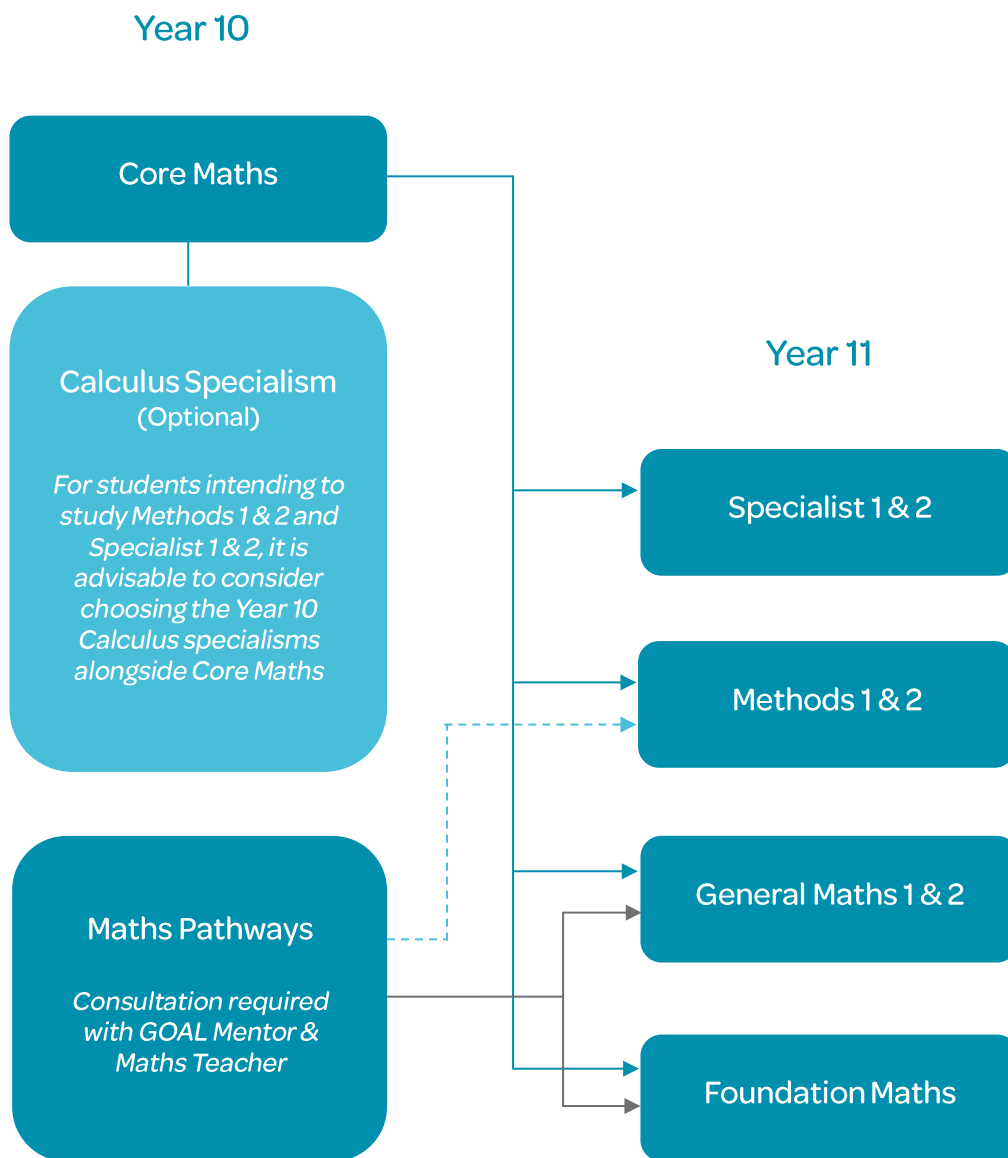 Year 10
Core Maths
Calculus Specialism
(Optional)
For students intending to
study Methods 1 & 2 and
Specialist 1 & 2, it is
advisable to consider
choosing the Year 10
Calculus specialisms
alongside Core Maths
Maths Pathways
Consultation required
with GOAL Mentor &
Maths Teacher
Year 11
Specialist 1 & 2
Methods 1 & 2
General Maths 1 & 2
Foundation Maths